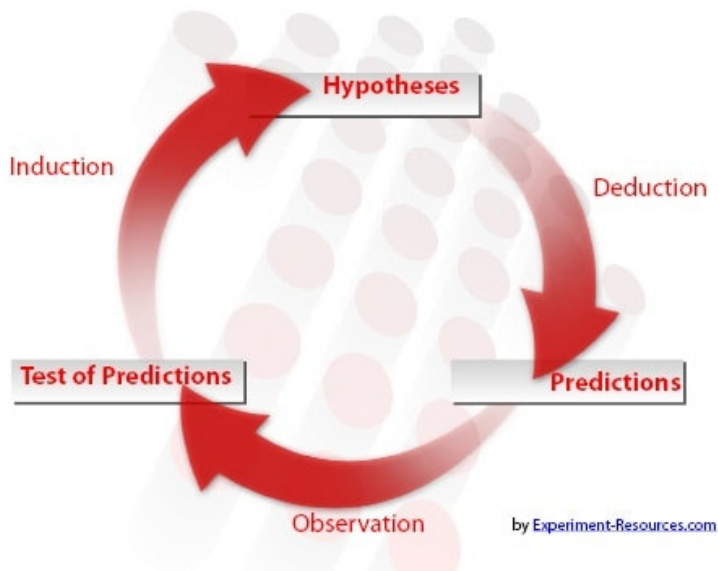 Hypotheses
Induction
Deduction
Test of Predictions
Predictions
Observation
by Experiment-Resources.com